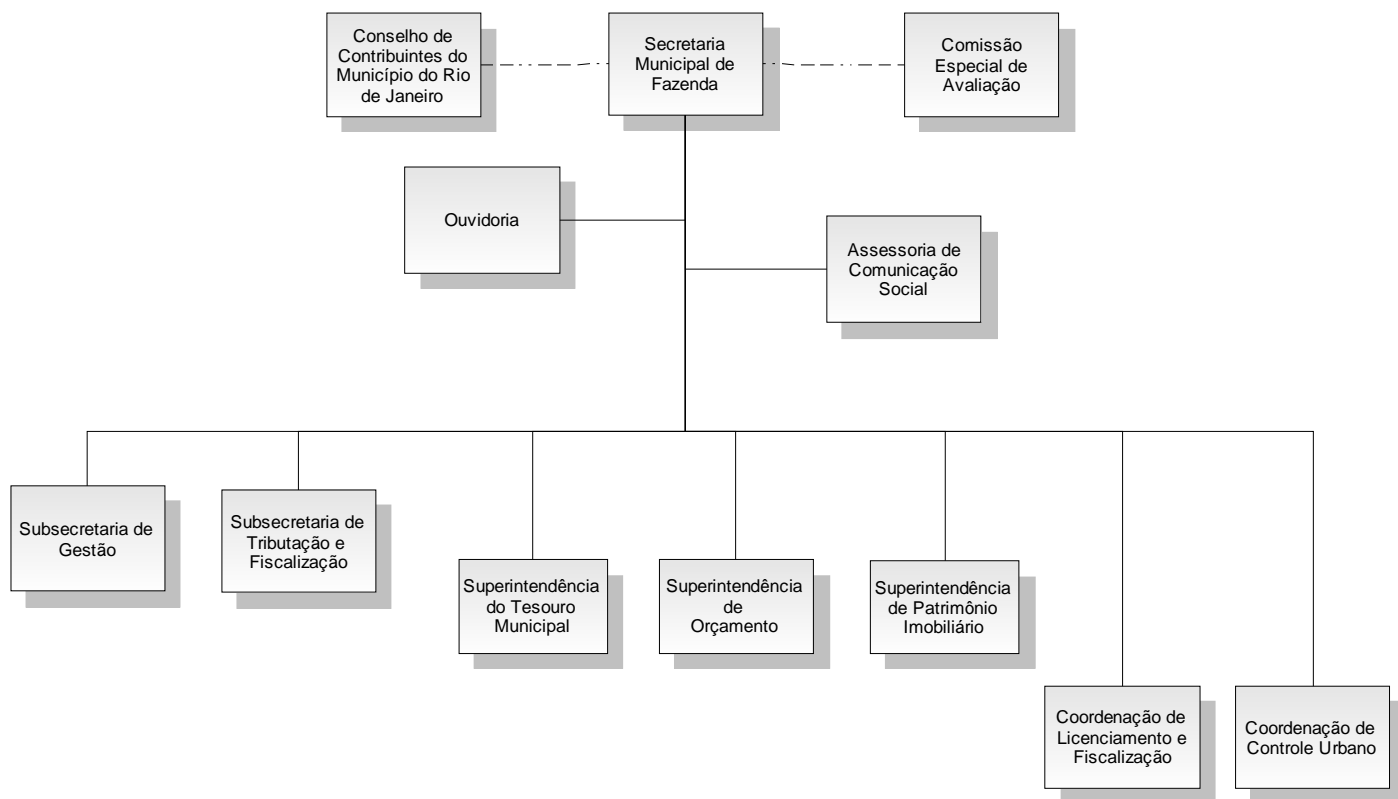 Conselho de
Contribuintes do
Município do Rio
de Janeiro
Secretaria
Municipal de
Fazenda
Comissão
Especial de
Avaliação
Ouvidoria
Assessoria de
Comunicação
Social
Subsecretaria de
Gestão
Subsecretaria de
Tributação e
Fiscalização
Superintendência
do Tesouro
Municipal
Superintendência
de
Orçamento
Superintendência
de Patrimônio
Imobiliário
Coordenação de
Licenciamento e
Fiscalização
Coordenação de
Controle Urbano